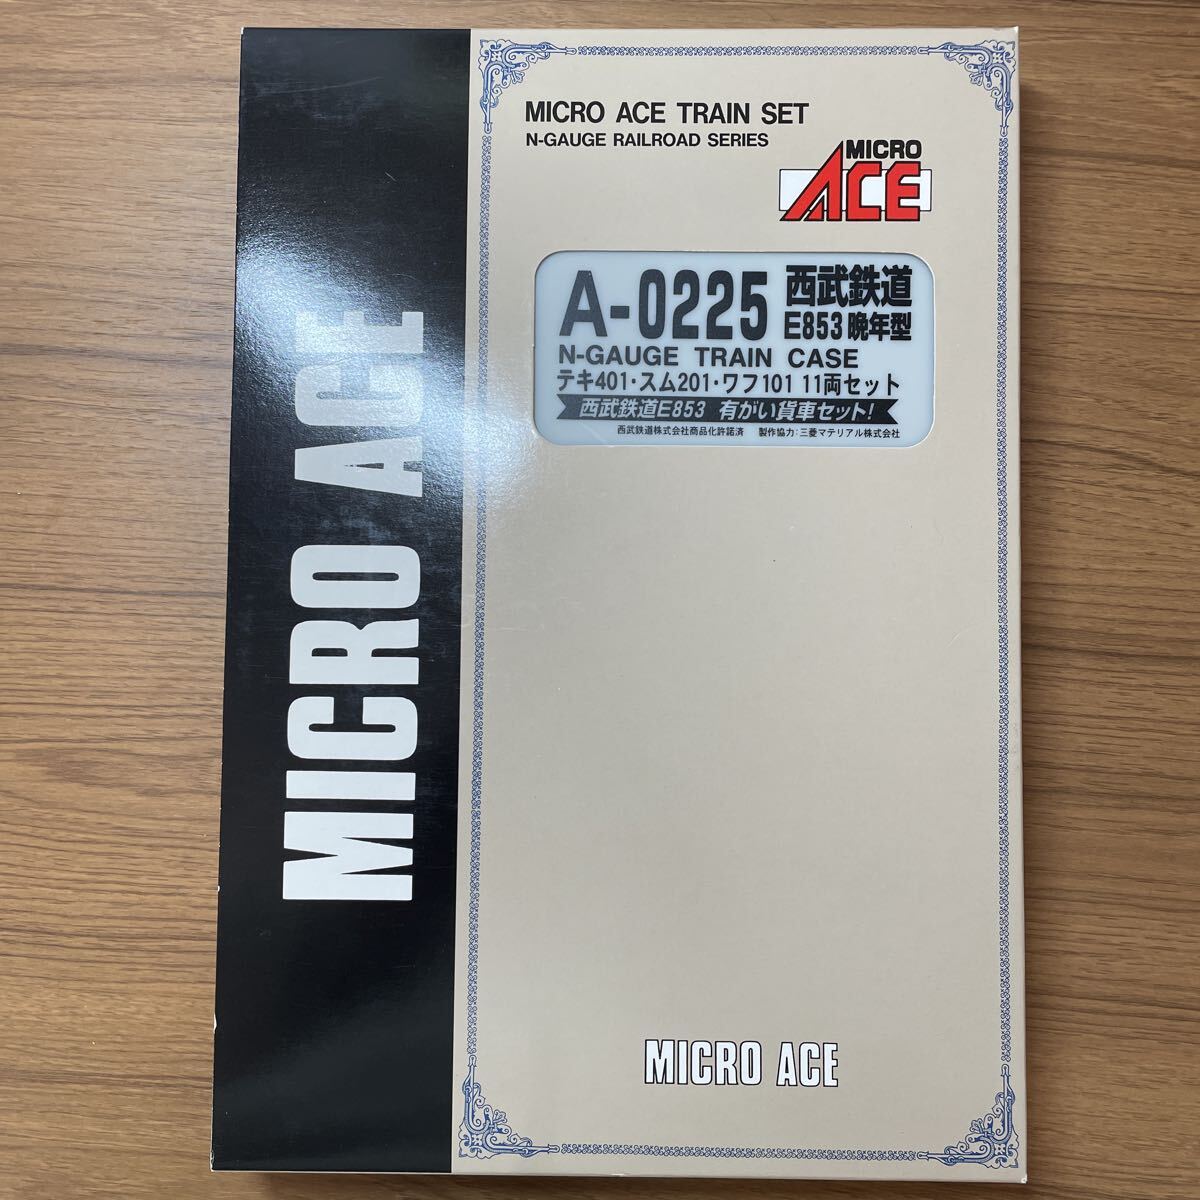 MICRO ACE
MICRO ACE TRAIN SET
N-GAUGE RAILROAD SERIES
MICRO
ACE
A-0225 西武鉄道
E853 晩年型
N-GAUGE TRAIN CASE
テキ401・スム201・ワフ101 11両セット
西武鉄道E853 有がい貨車セット!
西武鉄道株式会社商品化許諾済 製作協力:三菱マテリアル株式会社
MICRO ACE